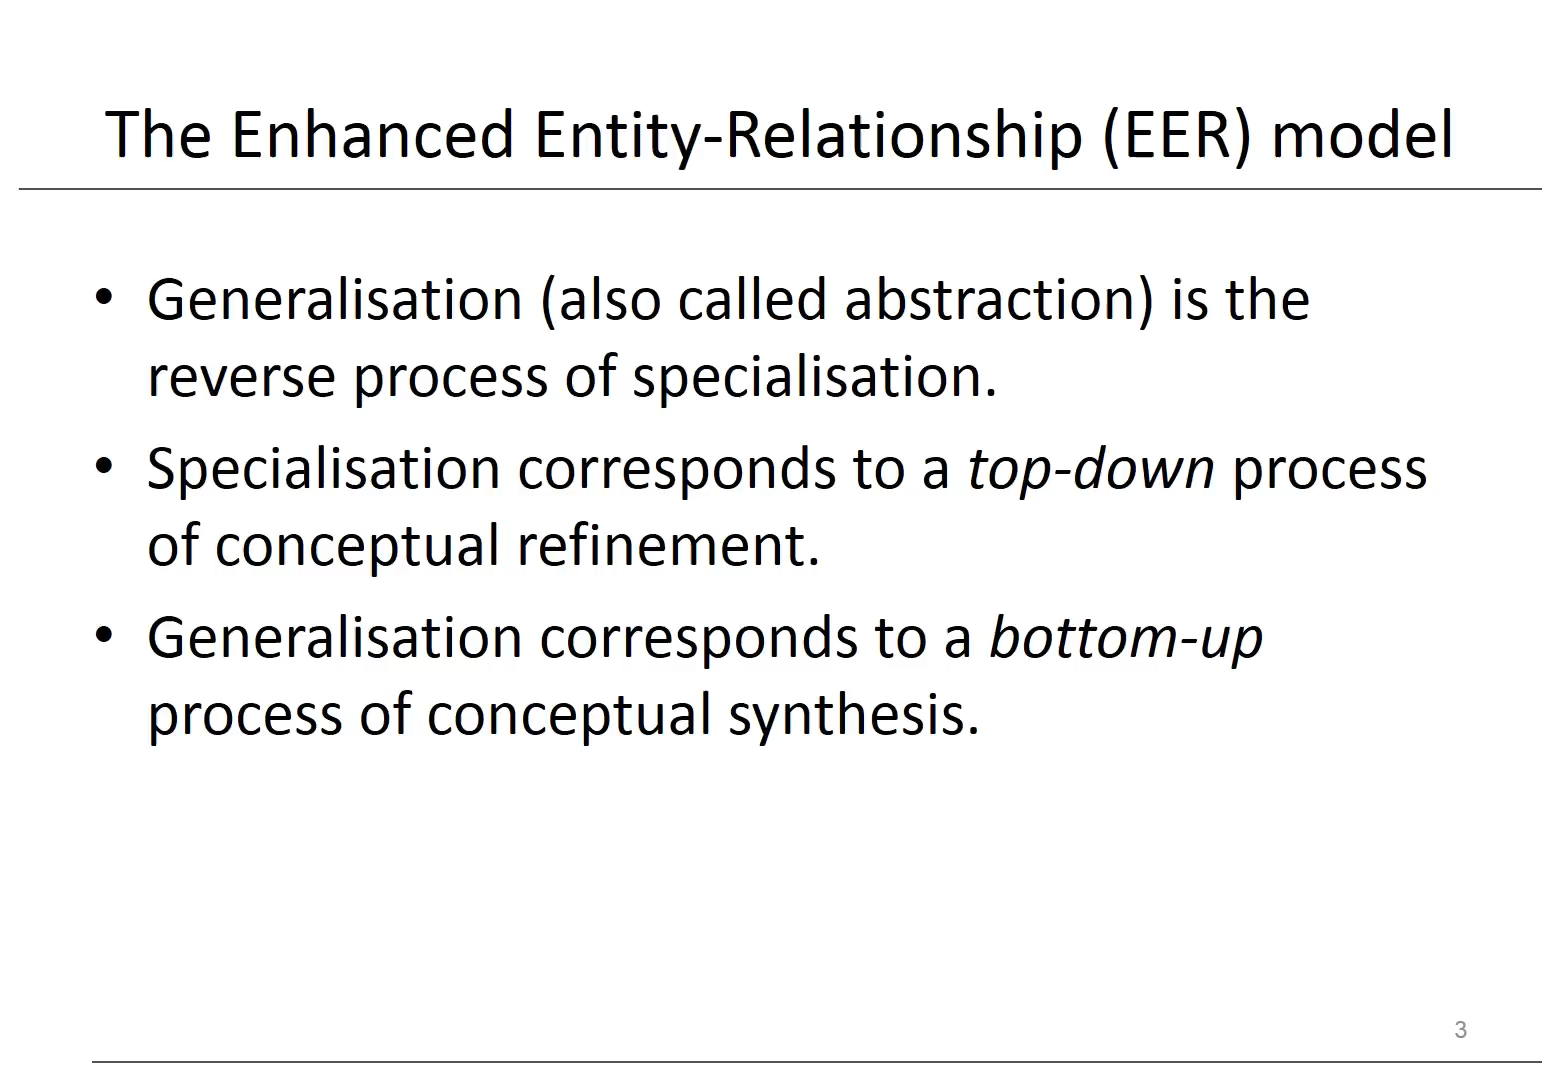 The Enhanced Entity-Relationship (EER) model
• Generalisation (also called abstraction) is the
reverse process of specialisation.
• Specialisation corresponds to a top-down process
of conceptual refinement.
• Generalisation corresponds to a bottom-up
process of conceptual synthesis.
3